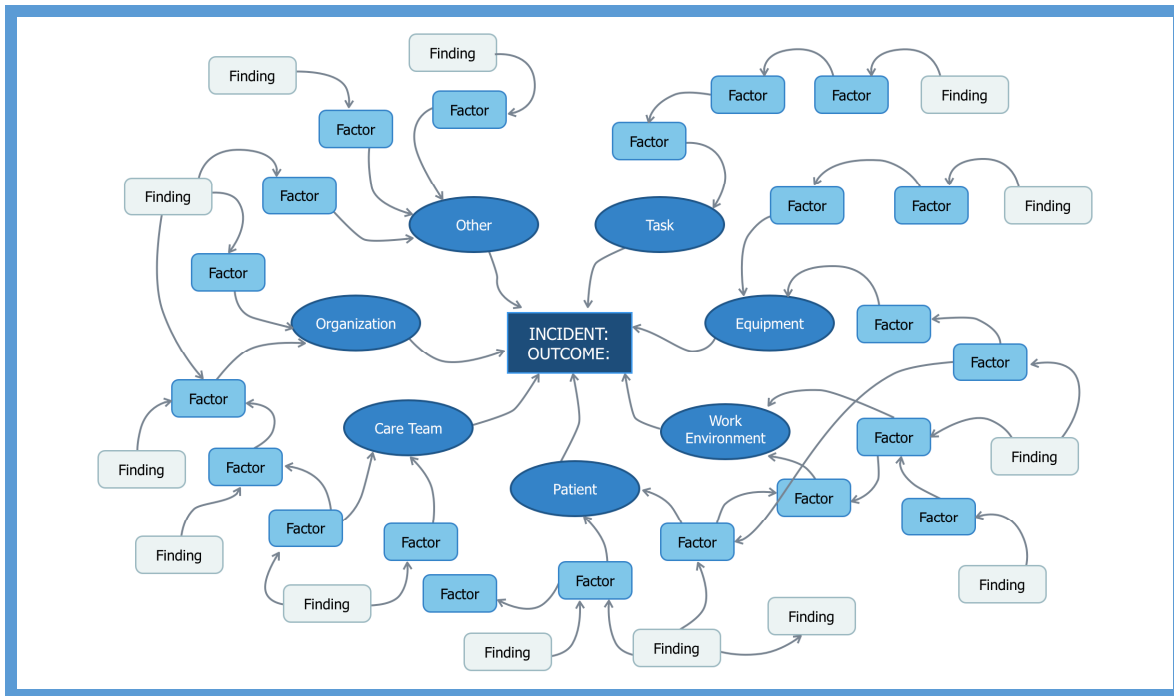 Finding
Finding
Factor
Factor
Finding
Factor
Factor
Factor
Factor
Finding
Factor
Finding
Factor
Factor
Finding
Other
Task
Factor
Organization
INCIDENT:
OUTCOME:
Equipment
Factor
Factor
Factor
Care Team
Work
Environment
Factor
Finding
Finding
Factor
Patient
Factor
Factor
Factor
Finding
Factor
Factor
Factor
Factor
Finding
Finding
Finding
Finding
Finding
Finding